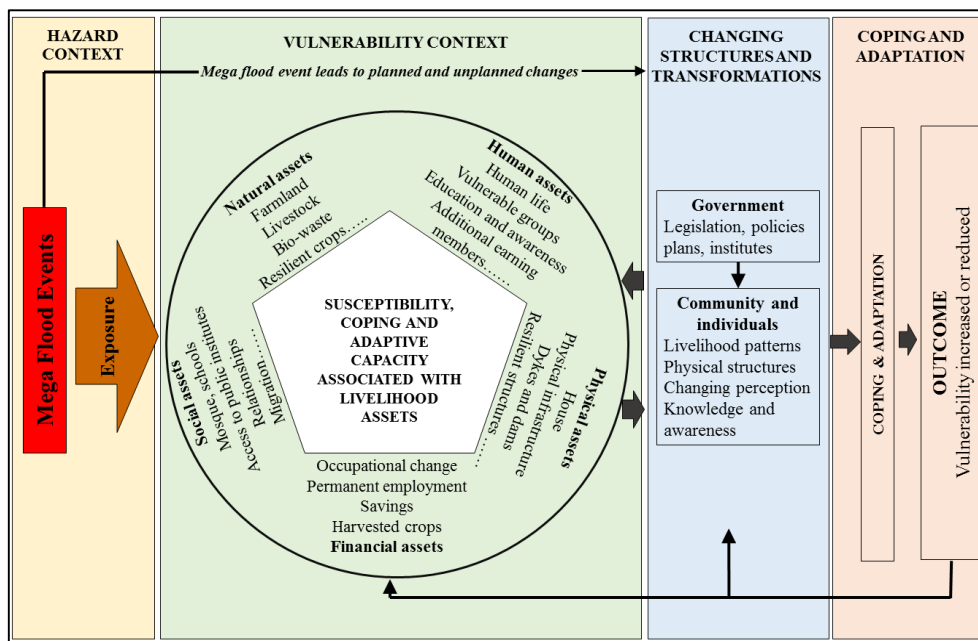 HAZARD
CONTEXT
VULNERABILITY CONTEXT
CHANGING
STRUCTURES AND
TRANSFORMATIONS
COPING AND
ADAPTATION
Mega flood event leads to planned and unplanned changes
Mega Flood Events
Exposure
Natural assets
Farmland
Livestock
Bio-waste
Resilient crops.....
Human assets
Human life
Vulnerable groups
Education and awareness
Additional earning
members......
SUSCEPTIBILITY,
COPING AND
ADAPTIVE
CAPACITY
ASSOCIATED WITH
LIVELIHOOD
ASSETS
Social assets
Mosque, schools
Access to public institutes
Relationships
Migration.....
Physical assets
House
Physical infrastructure
Dykes and dams
Resilient structures......
Occupational change
Permanent employment
Savings
Harvested crops
Financial assets
Government
Legislation, policies
plans, institutes
Community and
individuals
Livelihood patterns
Physical structures
Changing perception
Knowledge and
awareness
COPING & ADAPTATION
OUTCOME
Vulnerability increased or reduced